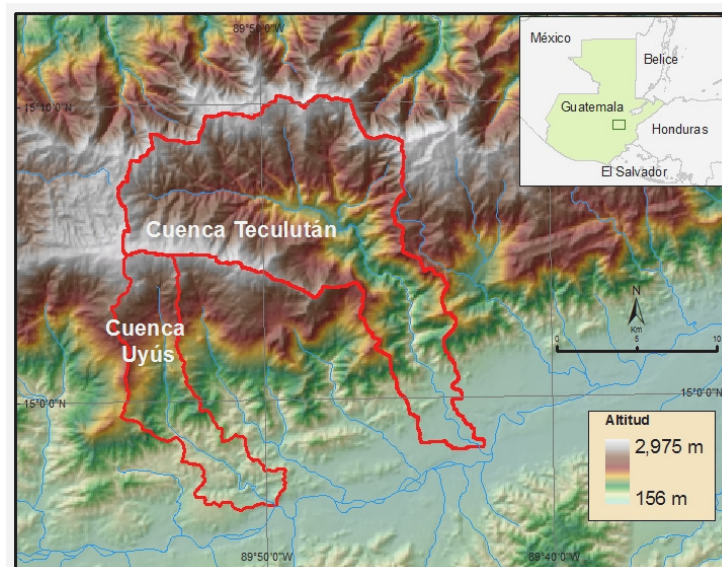 89°50'0"W
México
Belice
Guatemala
Honduras
El Salvador
15°10'0"N
Cuenca Teculután
Cuenca
Uyús
N
Km
0 5 10
15°0'0"N
15°0'0"N
Altitud
2,975 m
156 m
89°50'0"W
89°40'0"W